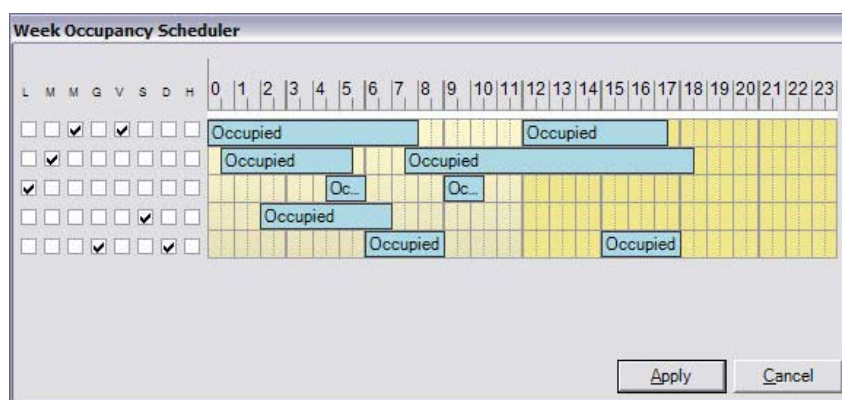 Week Occupancy Scheduler
L M M G V S D H 0 1 2 3 4 5 6 7 8 9 10 11 12 13 14 15 16 17 18 19 20 21 22 23
Occupied Occupied
Occupied Occupied
Oc... Oc...
Occupied
Occupied Occupied
Apply Cancel